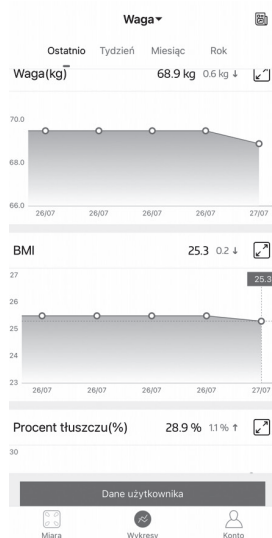 Waga▾
Ostatnio Tydzień Miesiąc Rok
Waga(kg) 68.9 kg 0.6 kg ↓
70.0
68.0
66.0
26/07 26/07 26/07 26/07 27/07
BMI 25.3 0.2 ↓
27
25.3
26
25
24
23
26/07 26/07 26/07 26/07 27/07
Procent tłuszczu(%) 28.9 % 1.1 % ↑
30
Dane użytkownika
Miara Wykresy Konto